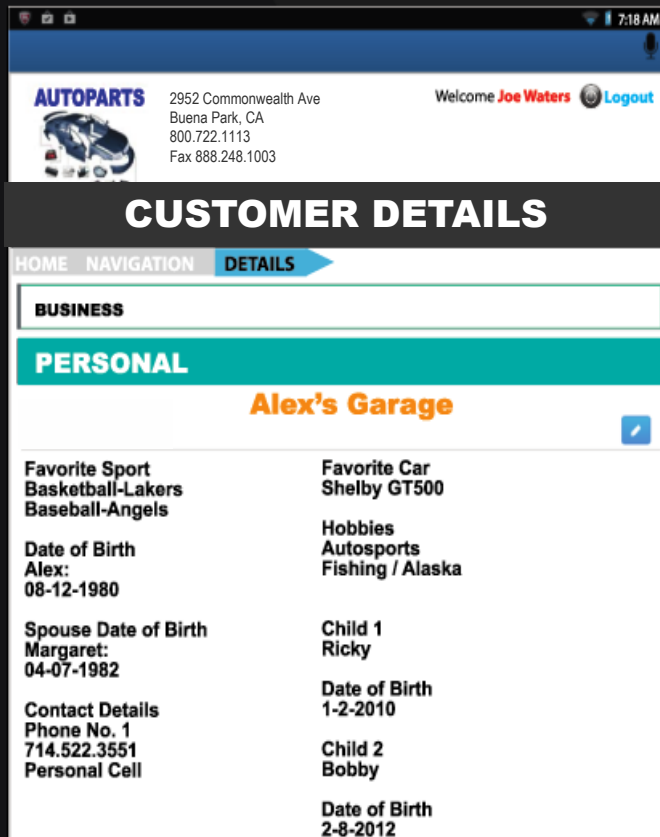 7:18 AM
AUTOPARTS
2952 Commonwealth Ave
Buena Park, CA
800.722.1113
Fax 888.248.1003
Welcome Joe Waters Logout
CUSTOMER DETAILS
HOME NAVIGATION DETAILS
BUSINESS
PERSONAL
Alex's Garage
Favorite Sport
Basketball-Lakers
Baseball-Angels
Date of Birth
Alex:
08-12-1980
Spouse Date of Birth
Margaret:
04-07-1982
Contact Details
Phone No. 1
714.522.3551
Personal Cell
Favorite Car
Shelby GT500
Hobbies
Autosports
Fishing / Alaska
Child 1
Ricky
Date of Birth
1-2-2010
Child 2
Bobby
Date of Birth
2-8-2012